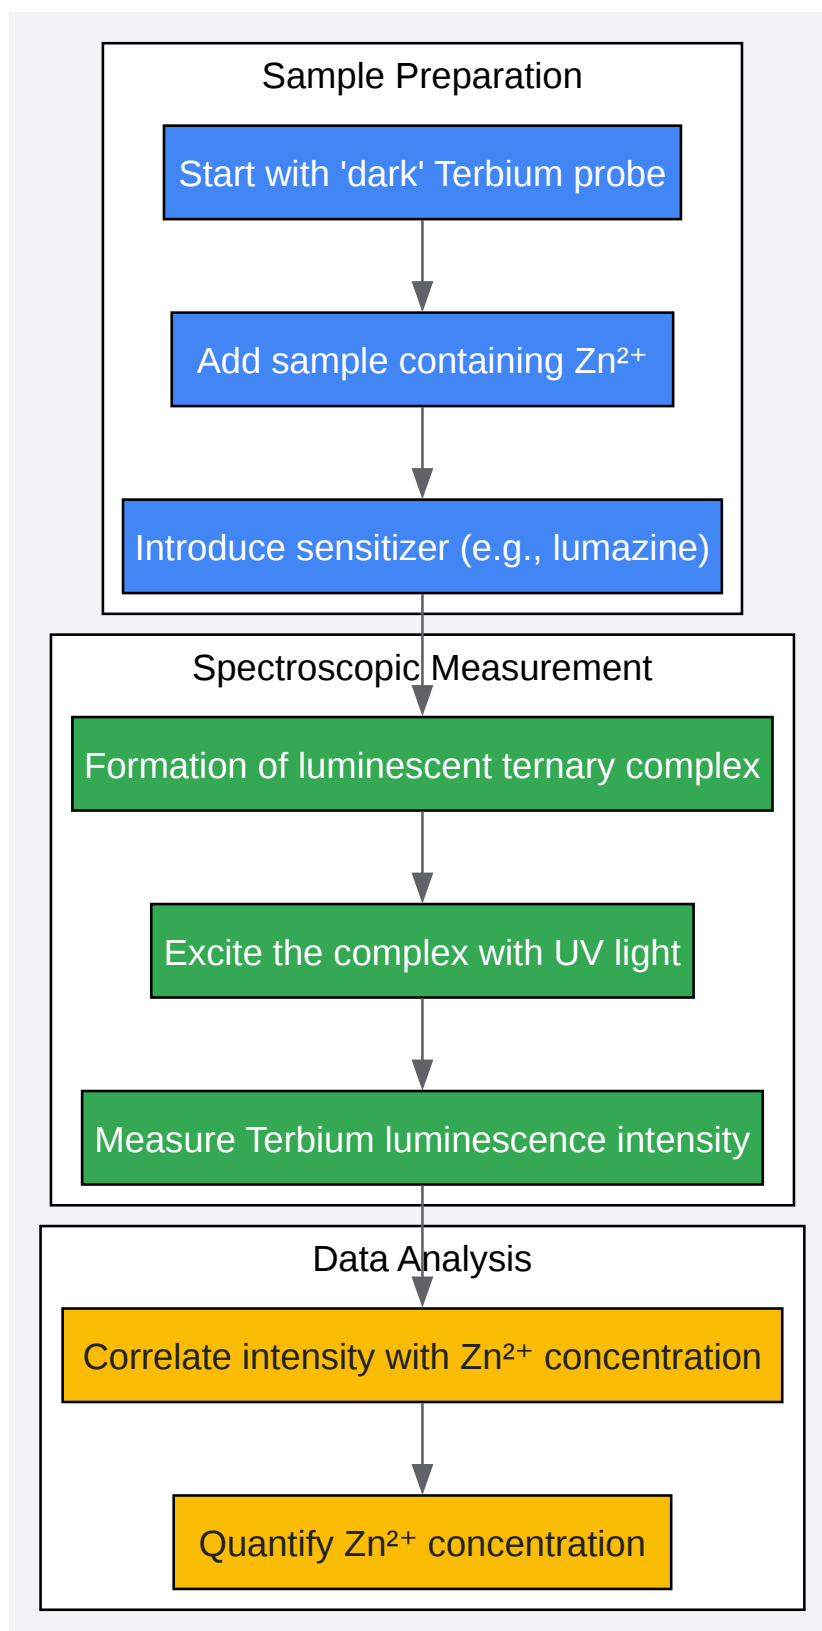 Sample Preparation
Start with 'dark' Terbium probe
Add sample containing Zn²⁺
Introduce sensitizer (e.g., lumazine)
Spectroscopic Measurement
Formation of luminescent ternary complex
Excite the complex with UV light
Measure Terbium luminescence intensity
Data Analysis
Correlate intensity with Zn²⁺ concentration
Quantify Zn²⁺ concentration